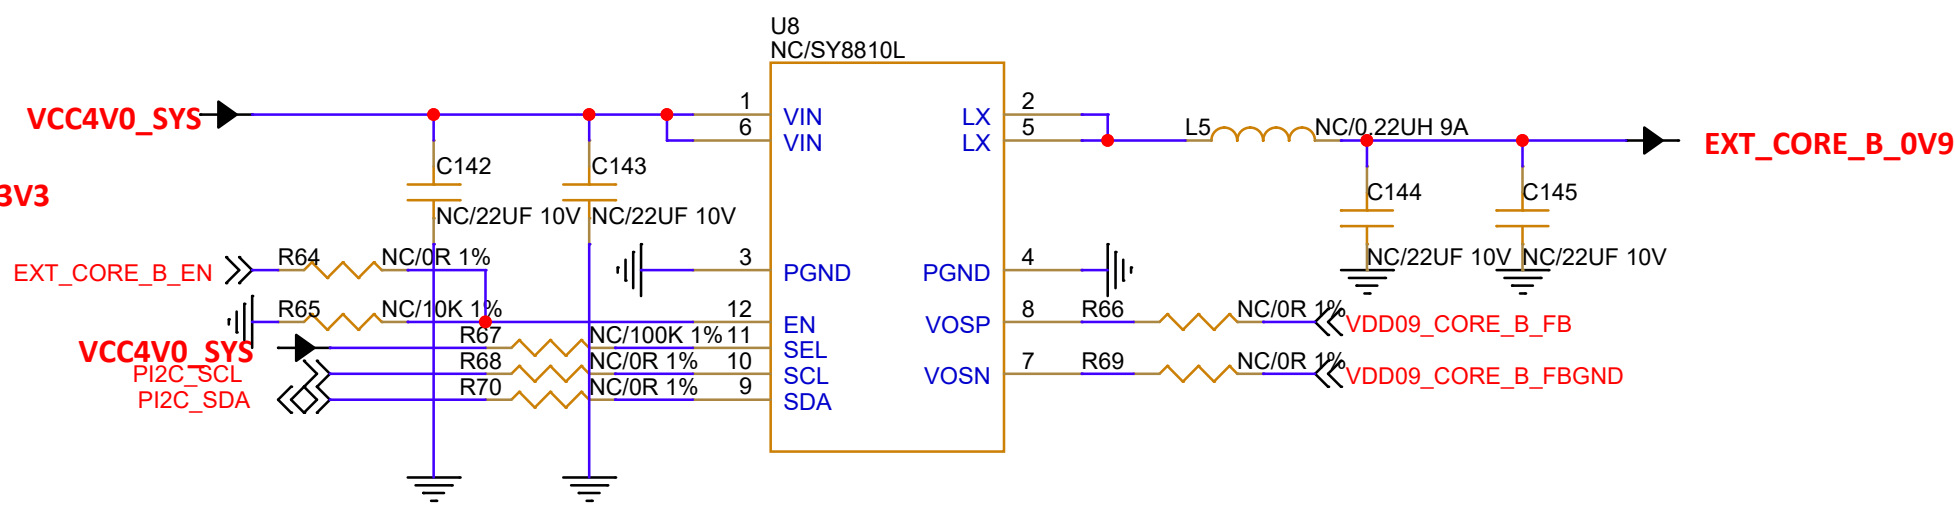 U8
NC/SY8810L
VCC4V0_SYS
1 VIN
6 VIN
LX 2
LX 5
L5 NC/0.22UH 9A
EXT_CORE_B_0V9
C142
NC/22UF 10V
C143
NC/22UF 10V
C144
NC/22UF 10V
C145
NC/22UF 10V
3V3
EXT_CORE_B_EN R64 NC/0R 1%
3 PGND
PGND 4
R65 NC/10K 1%
12 EN
VOSP 8 R66 NC/0R 1% VDD09_CORE_B_FB
VCC4V0_SYS R67 NC/100K 1% 11 SEL
PI2C_SCL R68 NC/0R 1% 10 SCL
VOSN 7 R69 NC/0R 1% VDD09_CORE_B_FBGND
PI2C_SDA R70 NC/0R 1% 9 SDA